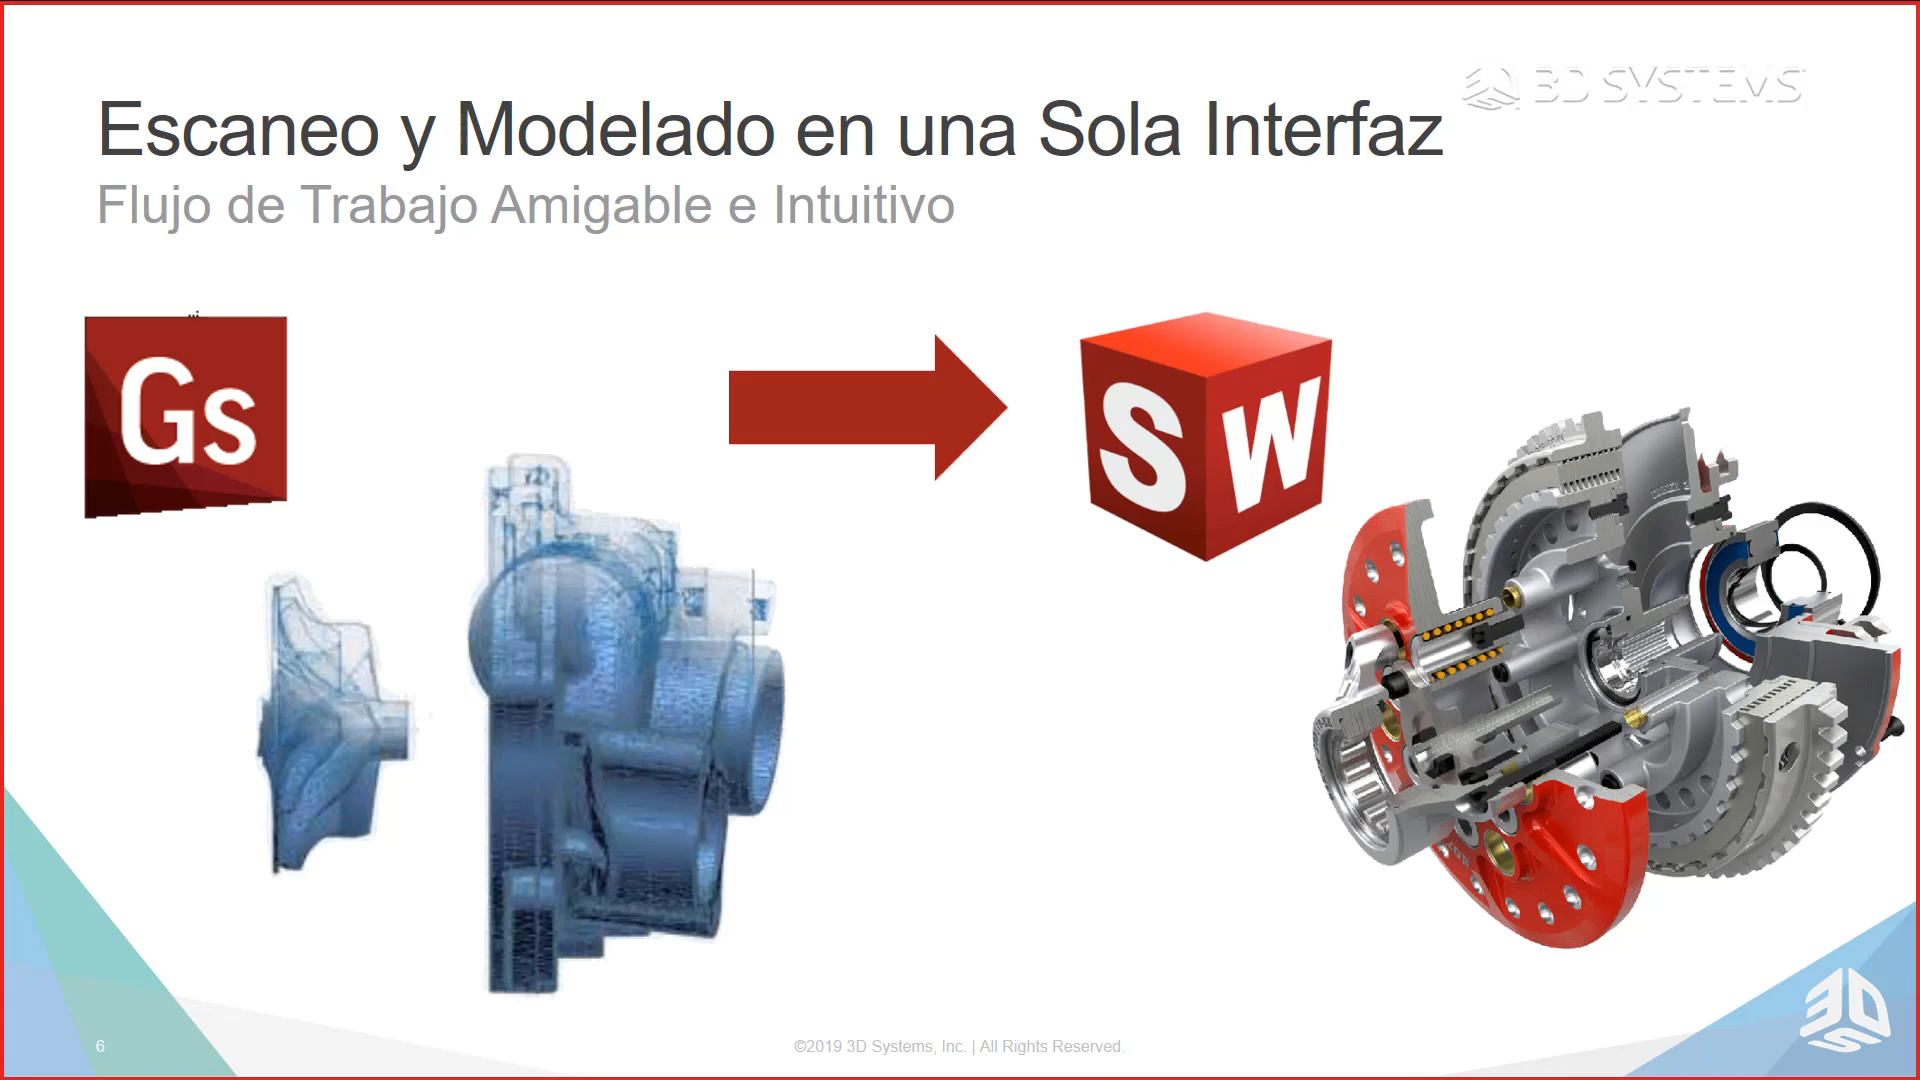 3D SYSTEMS
Escaneo y Modelado en una Sola Interfaz
Flujo de Trabajo Amigable e Intuitivo
Gs
SW
6
©2019 3D Systems, Inc. | All Rights Reserved.
3DS